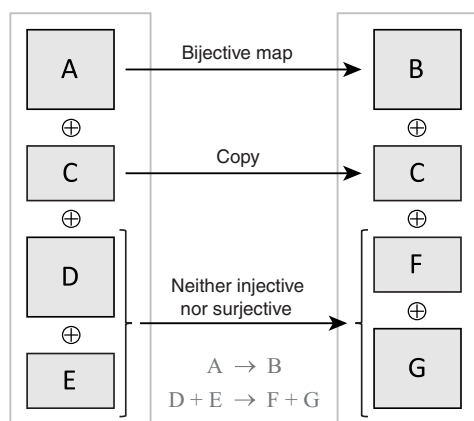 A
Bijective map
B
⊕
⊕
C
Copy
C
⊕
⊕
D
F
Neither injective
nor surjective
⊕
⊕
E
G
A → B
D + E → F + G